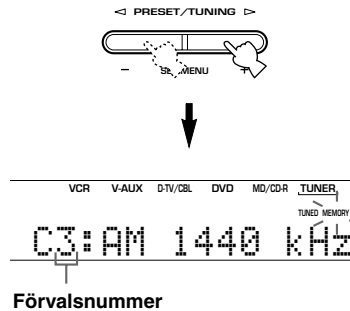 ◁ PRESET/TUNING ▷
– SET MENU +
VCR V-AUX D-TV/CBL DVD MD/CD-R TUNER
TUNED MEMORY
C3:AM 1440 kHz
Förvalsnummer